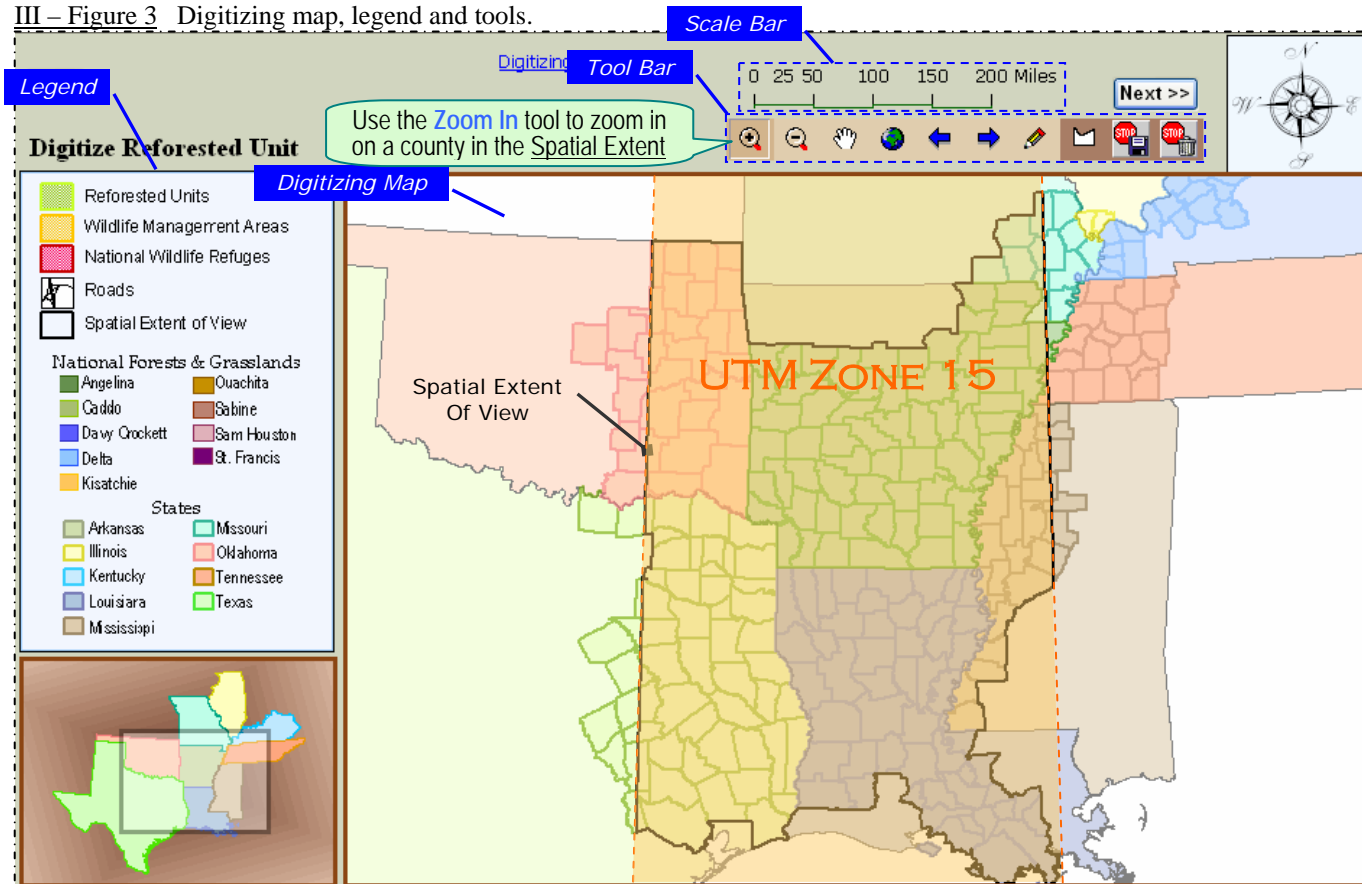 III – Figure 3 Digitizing map, legend and tools.
Scale Bar
Digitizing
Tool Bar
0 25 50 100 150 200 Miles
Next >>
N
W
E
S
Legend
Use the Zoom In tool to zoom in
on a county in the Spatial Extent
STOP
STOP
Digitize Reforested Unit
Digitizing Map
Reforested Units
Wildlife Management Areas
National Wildlife Refuges
Roads
Spatial Extent of View
National Forests & Grasslands
Angelina
Ouachita
Caddo
Sabine
Davy Crockett
Sam Houston
Delta
St. Francis
Kisatchie
States
Arkansas
Missouri
Illinois
Oklahoma
Kentucky
Tennessee
Louisiara
Texas
Mississippi
UTM ZONE 15
Spatial Extent
Of View